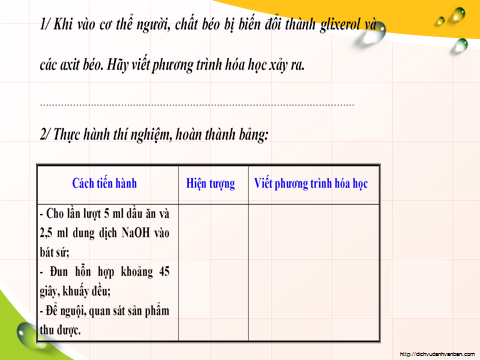 1/ Khi vào cơ thể người, chất béo bị biến đổi thành glixerol và
các axit béo. Hãy viết phương trình hóa học xảy ra.
................................................................................................
2/ Thực hành thí nghiệm, hoàn thành bảng:
Cách tiến hành
Hiện tượng
Viết phương trình hóa học
- Cho lần lượt 5 ml dầu ăn và
2,5 ml dung dịch NaOH vào
bát sứ;
- Đun hỗn hợp khoảng 45
giây, khuấy đều;
- Để nguội, quan sát sản phẩm
thu được.
http://dichvudanhvanban.com